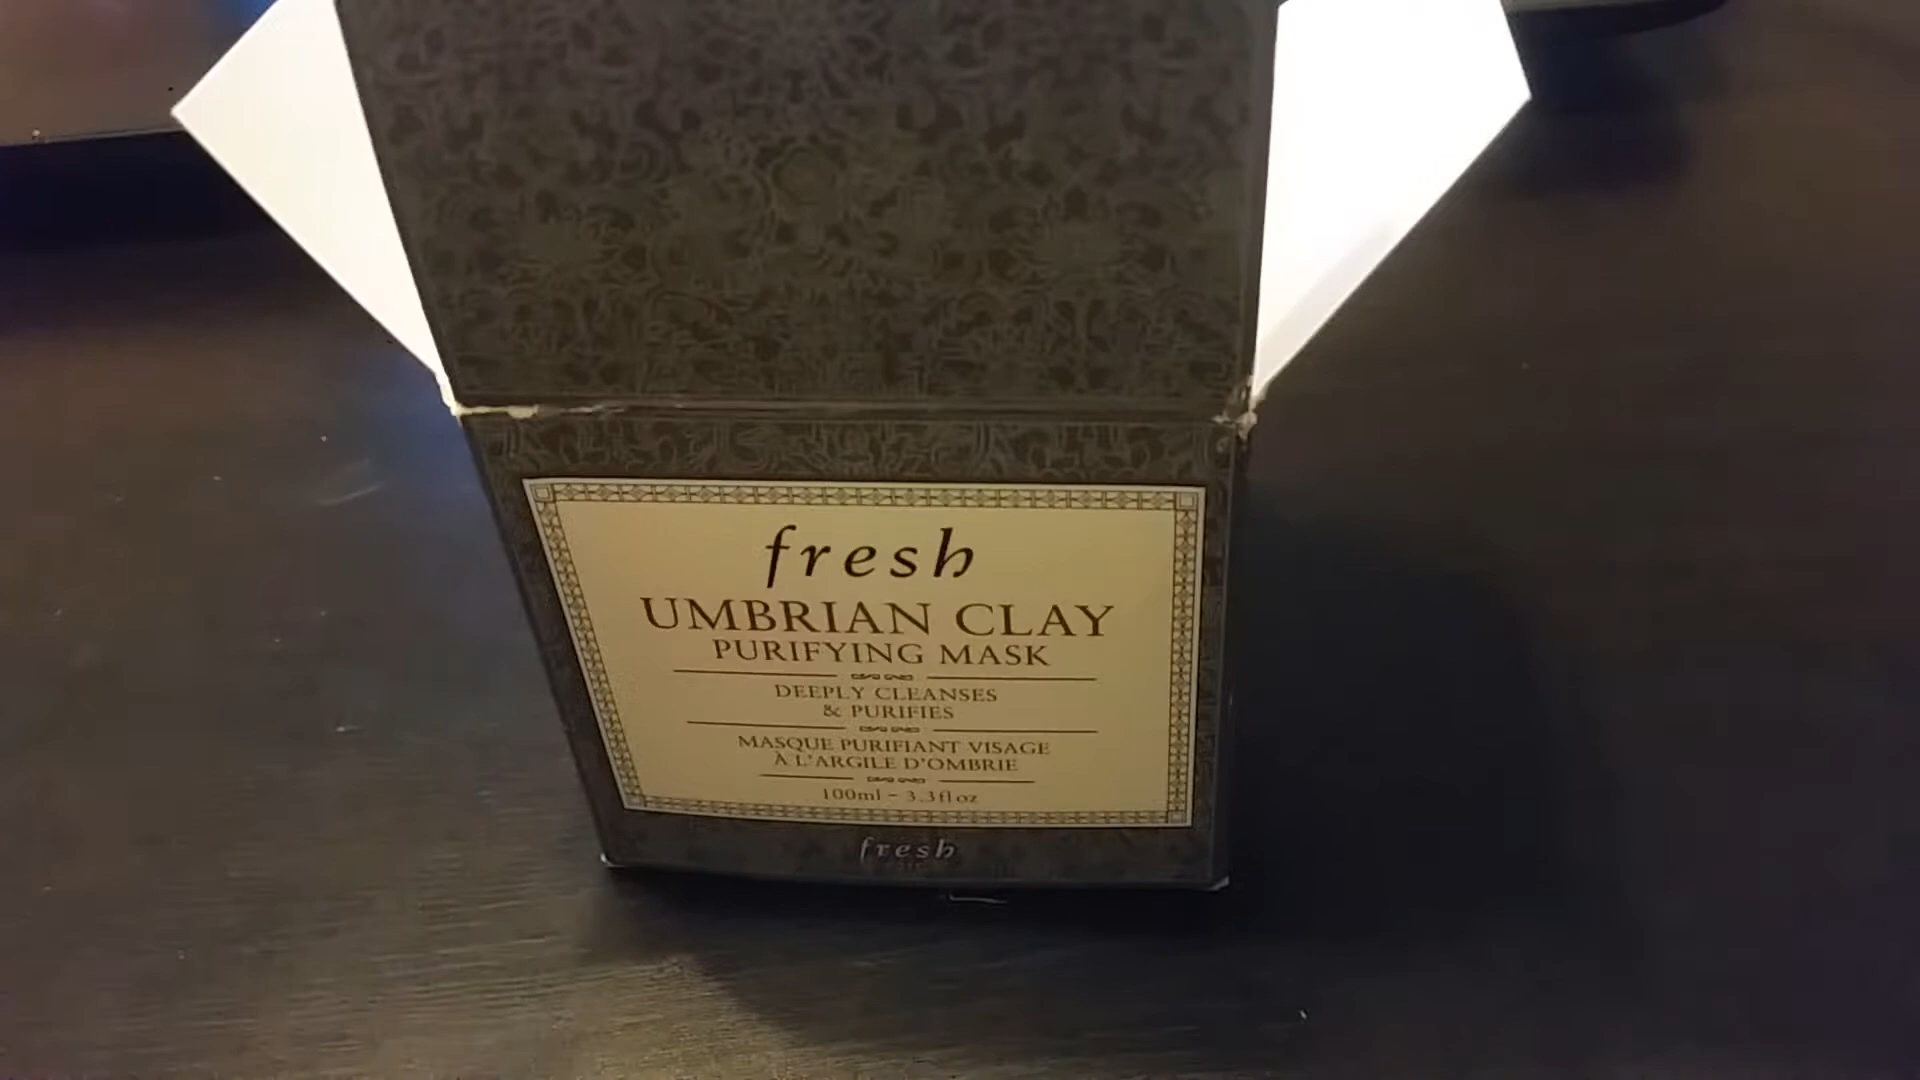 fresh
UMBRIAN CLAY
PURIFYING MASK
DEEPLY CLEANSES
& PURIFIES
MASQUE PURIFIANT VISAGE
À L'ARGILE D'OMBRIE
100ml - 3.3fl oz
fresh